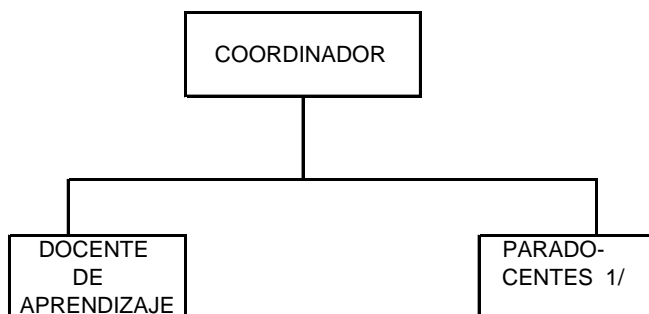 COORDINADOR
DOCENTE
DE
APRENDIZAJE
PARADO-
CENTES 1/